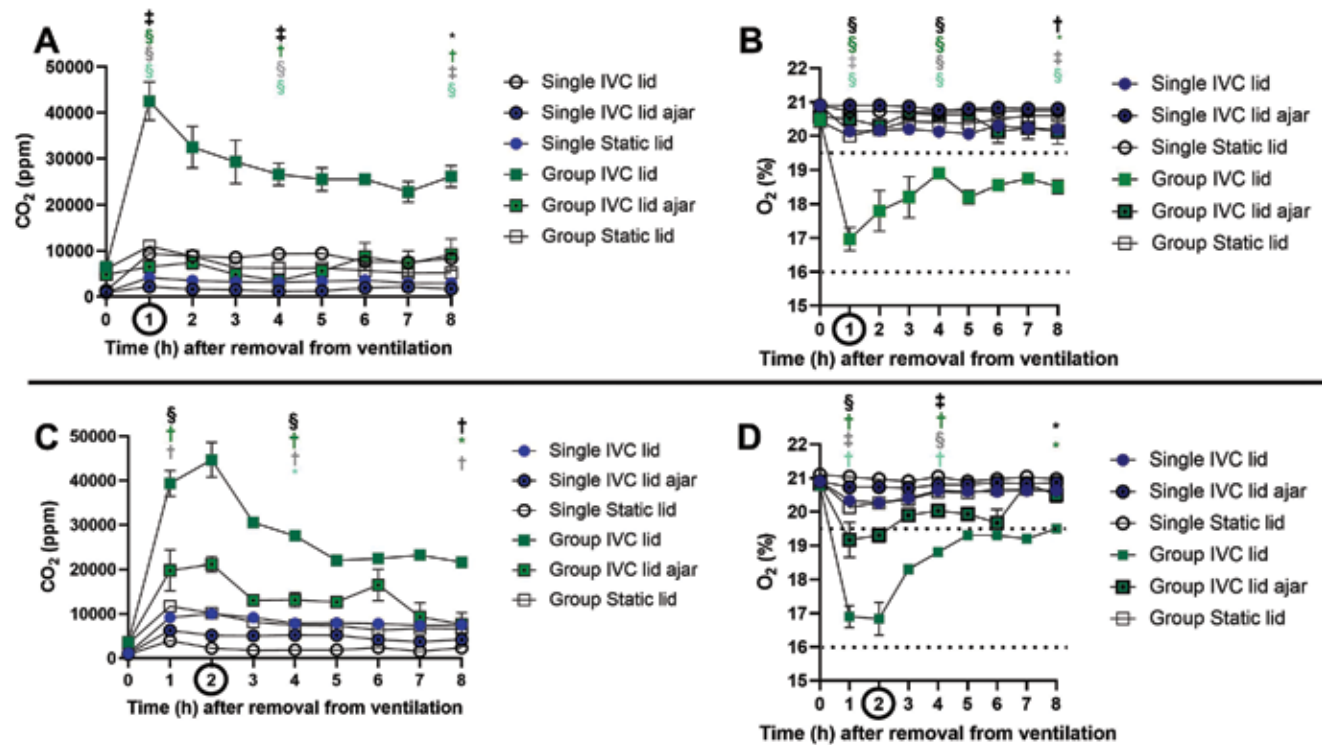 A
‡
§
§
§
‡
†
§
§
*
†
‡
§
CO2 (ppm)
50000
40000
30000
20000
10000
0
0 1 2 3 4 5 6 7 8
Time (h) after removal from ventilation
Single IVC lid
Single IVC lid ajar
Single Static lid
Group IVC lid
Group IVC lid ajar
Group Static lid
B
§
§
‡
§
§
§
§
§
†
*
‡
§
O2 (%)
22
21
20
19
18
17
16
15
0 1 2 3 4 5 6 7 8
Time (h) after removal from ventilation
Single IVC lid
Single IVC lid ajar
Single Static lid
Group IVC lid
Group IVC lid ajar
Group Static lid
C
§
†
†
§
†
†
*
†
*
†
CO2 (ppm)
50000
40000
30000
20000
10000
0
0 1 2 3 4 5 6 7 8
Time (h) after removal from ventilation
Single IVC lid
Single IVC lid ajar
Single Static lid
Group IVC lid
Group IVC lid ajar
Group Static lid
D
§
†
‡
†
‡
†
§
†
*
*
O2 (%)
22
21
20
19
18
17
16
15
0 1 2 3 4 5 6 7 8
Time (h) after removal from ventilation
Single IVC lid
Single IVC lid ajar
Single Static lid
Group IVC lid
Group IVC lid ajar
Group Static lid